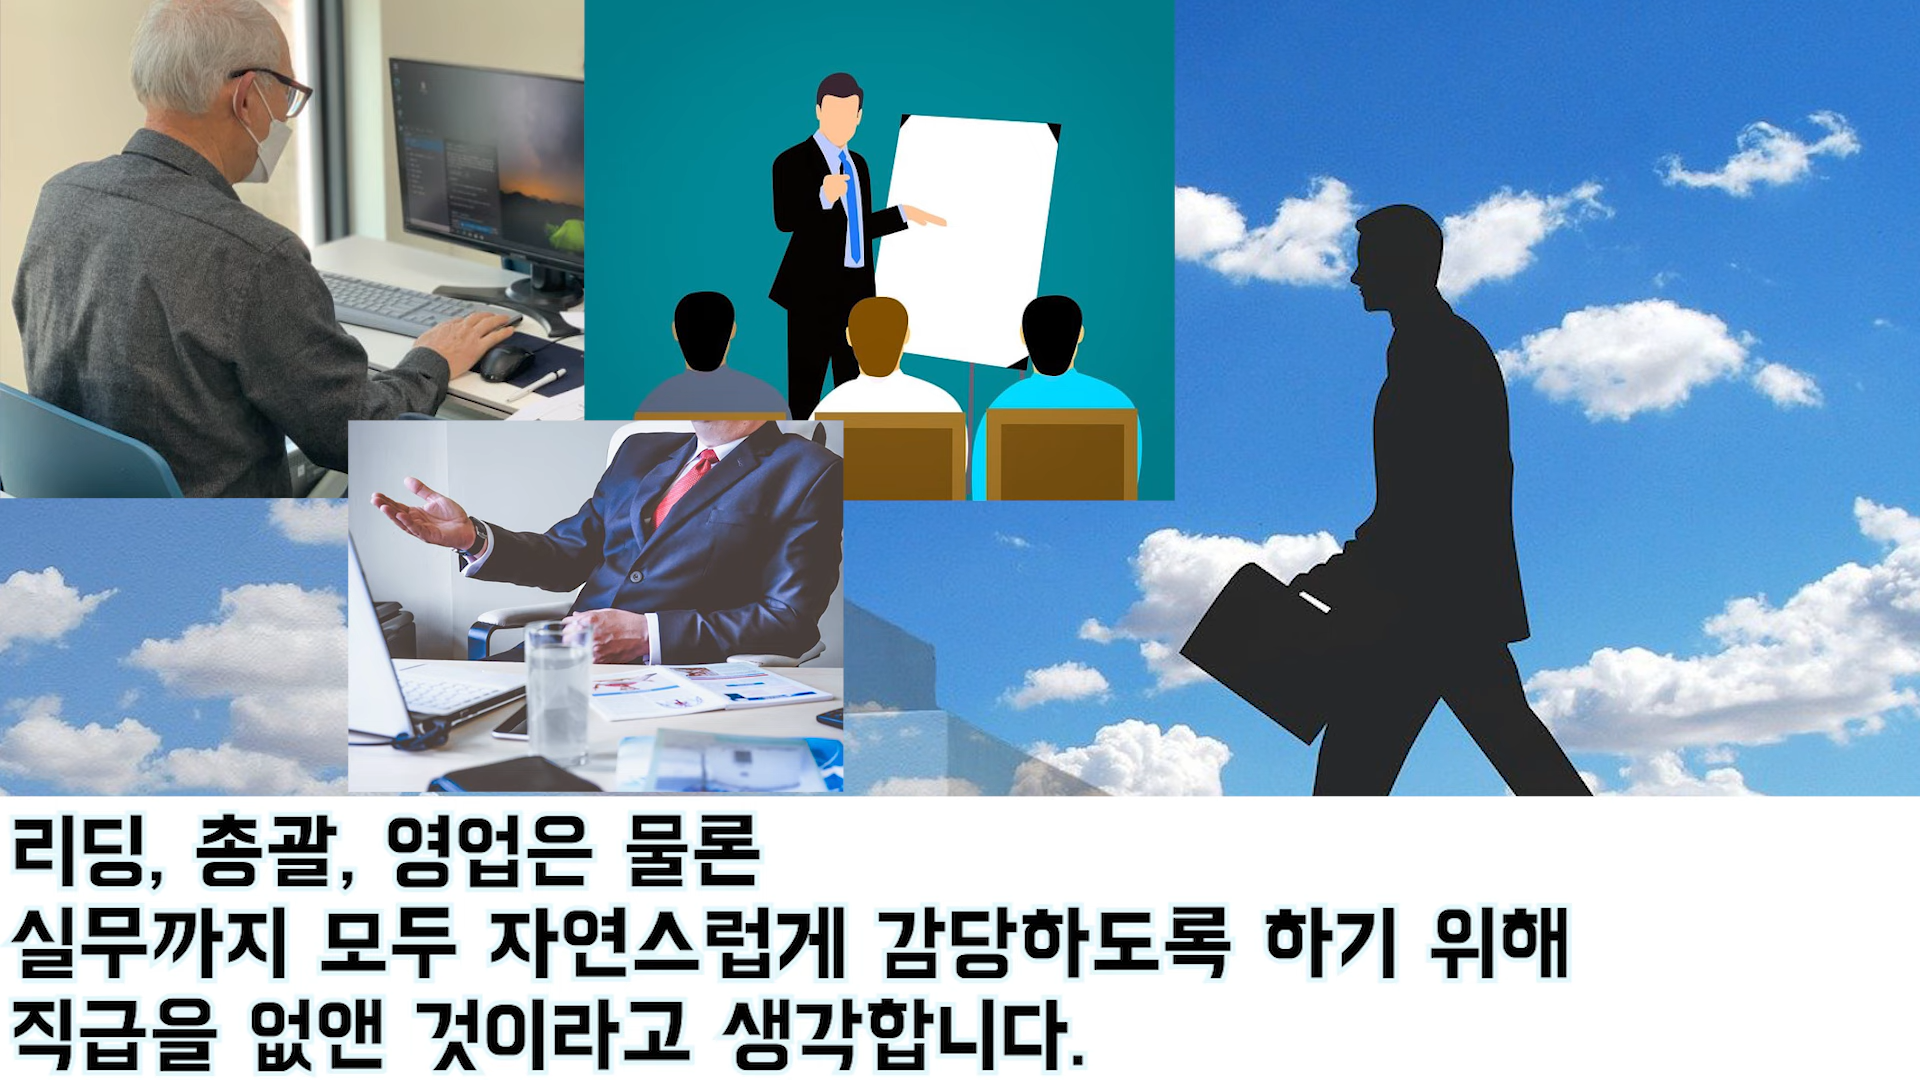 리딩, 총괄, 영업은 물론
실무까지 모두 자연스럽게 감당하도록 하기 위해
직급을 없앤 것이라고 생각합니다.